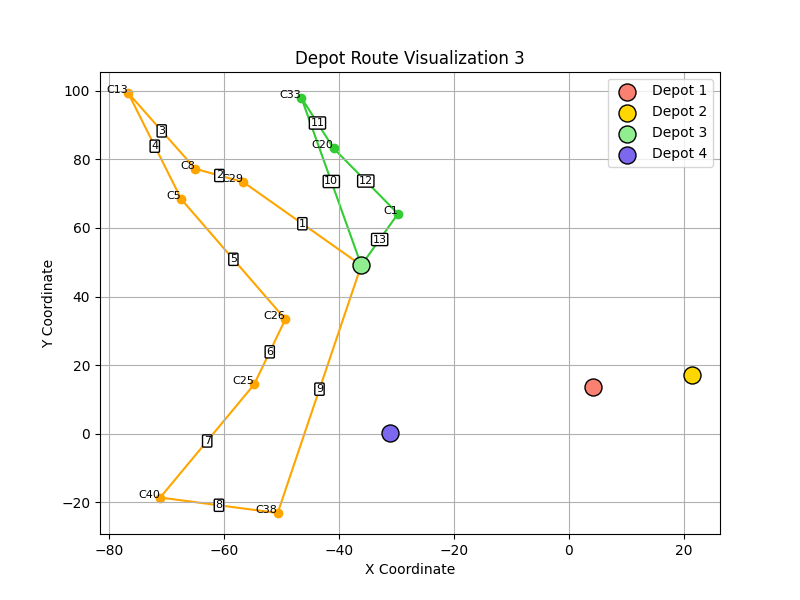 Depot Route Visualization 3
Depot 1
Depot 2
Depot 3
Depot 4
Y Coordinate
100
80
60
40
20
0
−20
C13
C33
3
11
4
C20
C8
2
C29
10
12
C5
C1
1
13
5
C26
6
C25
9
7
C40
8
C38
−80
−60
−40
−20
0
20
X Coordinate